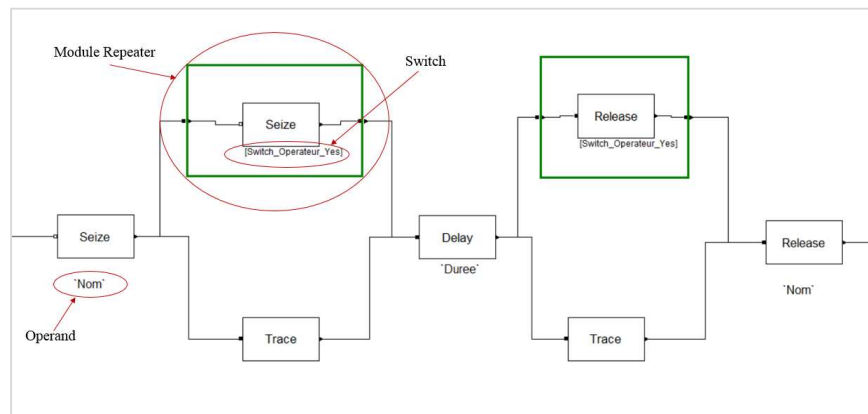 Module Repeater
Switch
Seize
[Switch_Operateur_Yes]
Release
[Switch_Operateur_Yes]
Seize
`Nom`
Operand
Delay
`Duree`
Release
`Nom`
Trace
Trace